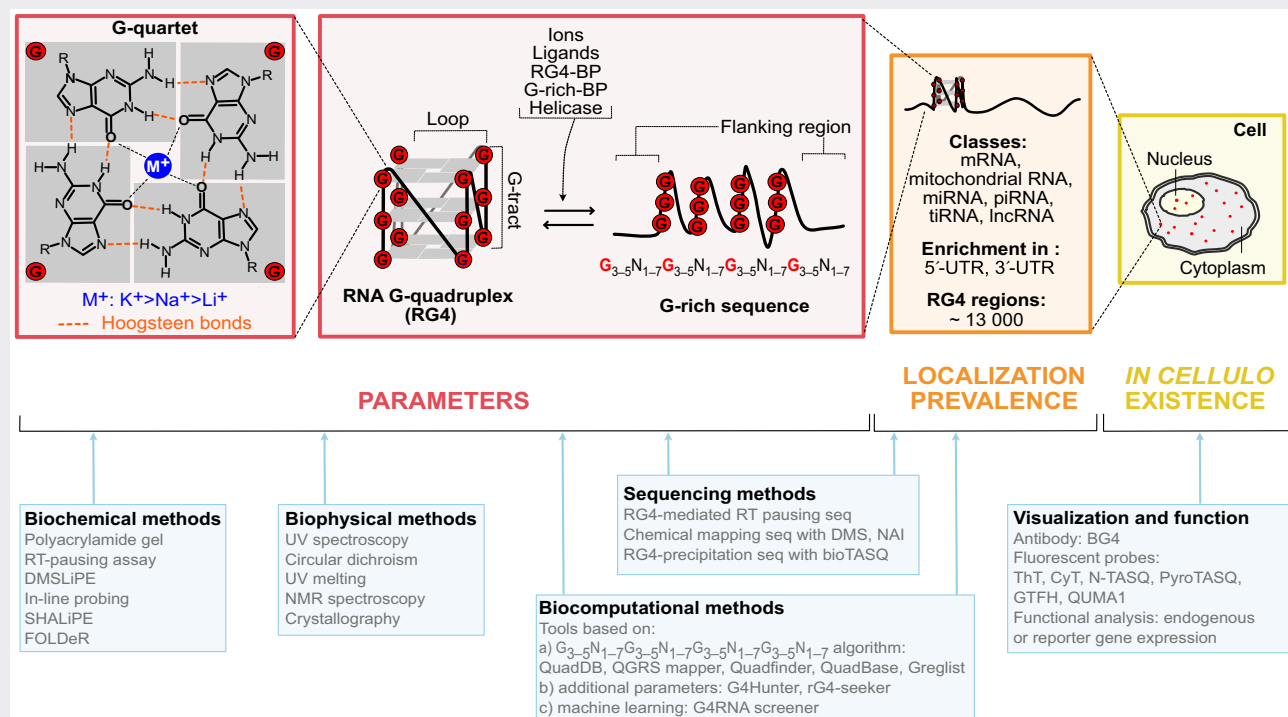 G-quartet
G
G
R
N
N
N
N
H
N
H
H
O
N
N
R
N
N
O
N
H
N
H
H
M⁺
H
N
H
H
N
N
O
N
N
R
O
H
N
H
N
H
N
N
N
R
G
G
M⁺: K⁺>Na⁺>Li⁺
Hoogsteen bonds
Ions
Ligands
RG4-BP
G-rich-BP
Helicase
Loop
G-tract
G
G
G
G
G
G
G
G
G
G
G
G
RNA G-quadruplex
(RG4)
Flanking region
G
G
G
G
G
G
G
G
G
G
G
G
G₃₋₅N₁₋₇G₃₋₅N₁₋₇G₃₋₅N₁₋₇G₃₋₅N₁₋₇
G-rich sequence
Classes:
mRNA,
mitochondrial RNA,
miRNA, piRNA,
tiRNA, lncRNA
Enrichment in :
5´-UTR, 3´-UTR
RG4 regions:
~ 13 000
Cell
Nucleus
Cytoplasm
PARAMETERS
LOCALIZATION
PREVALENCE
IN CELLULO
EXISTENCE
Biochemical methods
Polyacrylamide gel
RT-pausing assay
DMSLiPE
In-line probing
SHALiPE
FOLDeR
Biophysical methods
UV spectroscopy
Circular dichroism
UV melting
NMR spectroscopy
Crystallography
Sequencing methods
RG4-mediated RT pausing seq
Chemical mapping seq with DMS, NAI
RG4-precipitation seq with bioTASQ
Biocomputational methods
Tools based on:
a) G₃₋₅N₁₋₇G₃₋₅N₁₋₇G₃₋₅N₁₋₇G₃₋₅N₁₋₇ algorithm:
QuadDB, QGRS mapper, Quadfinder, QuadBase, Greglist
b) additional parameters: G4Hunter, rG4-seeker
c) machine learning: G4RNA screener
Visualization and function
Antibody: BG4
Fluorescent probes:
ThT, CyT, N-TASQ, PyroTASQ,
GTFH, QUMA1
Functional analysis: endogenous
or reporter gene expression